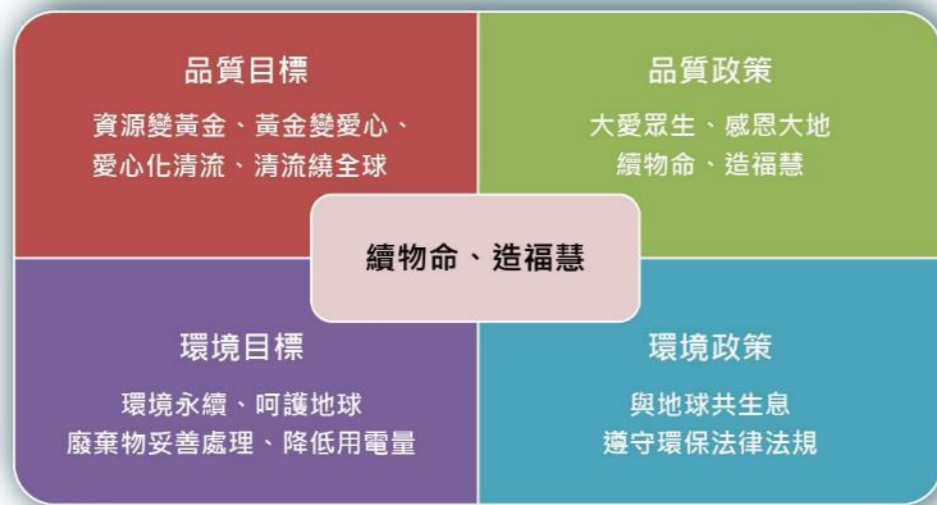 品質目標
資源變黃金、黃金變愛心、
愛心化清流、清流繞全球
品質政策
大愛眾生、感恩大地
續物命、造福慧
續物命、造福慧
環境目標
環境永續、呵護地球
廢棄物妥善處理、降低用電量
環境政策
與地球共生息
遵守環保法律法規